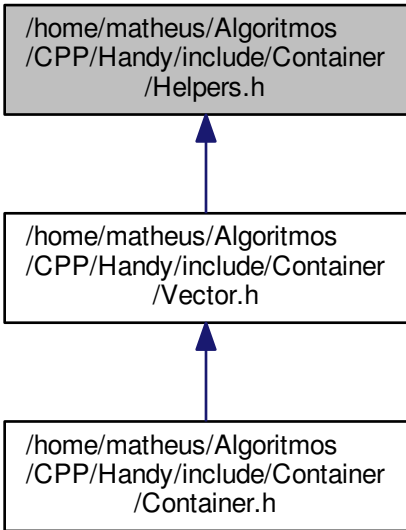 /home/matheus/Algoritmos
/CPP/Handy/include/Container
/Helpers.h
/home/matheus/Algoritmos
/CPP/Handy/include/Container
/Vector.h
/home/matheus/Algoritmos
/CPP/Handy/include/Container
/Container.h